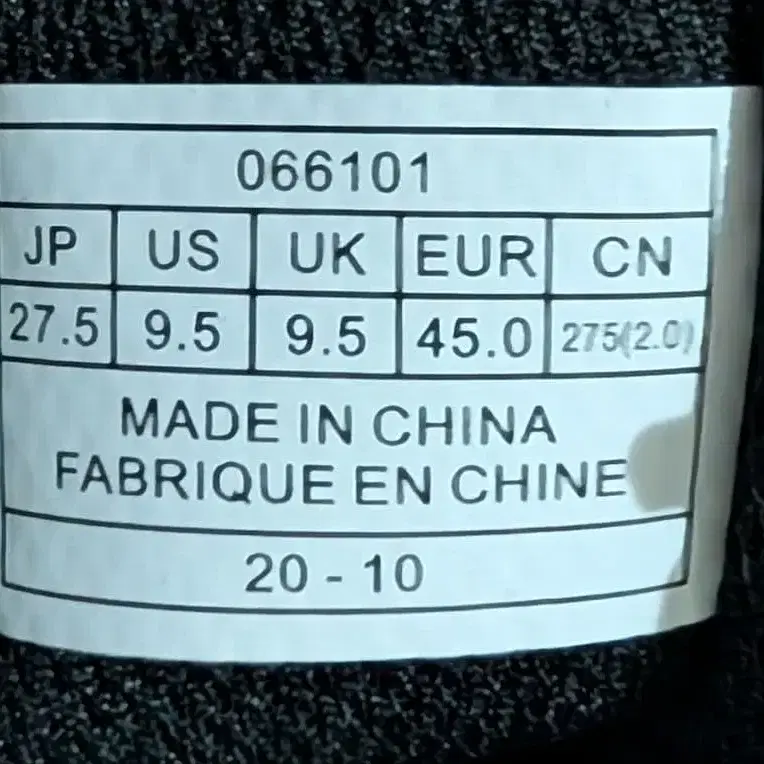 066101
JP US UK EUR CN
27.5 9.5 9.5 45.0 275(2.0)
MADE IN CHINA
FABRIQUE EN CHINE
20 - 10